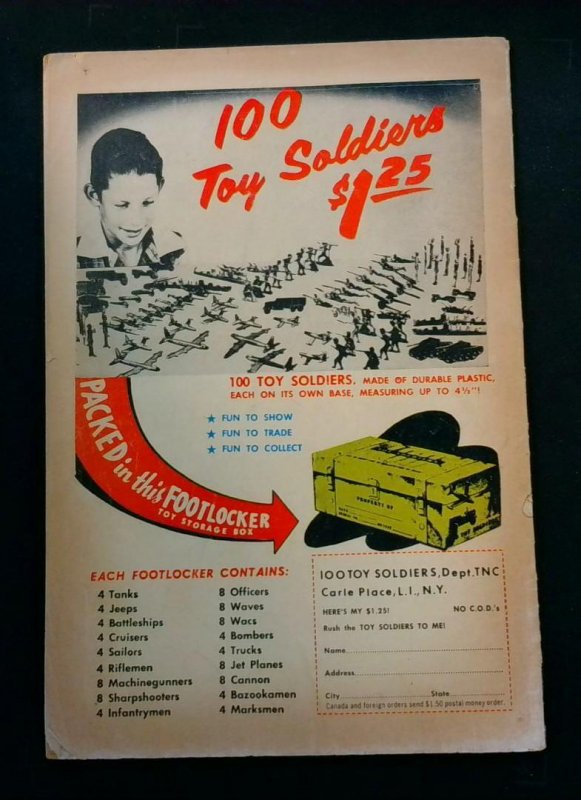 100
Toy Soldiers
$1.25
100 TOY SOLDIERS, MADE OF DURABLE PLASTIC,
EACH ON ITS OWN BASE, MEASURING UP TO 4½"!
★ FUN TO SHOW
★ FUN TO TRADE
★ FUN TO COLLECT
PACKED in this FOOTLOCKER
TOY STORAGE BOX
PROPERTY OF
EACH FOOTLOCKER CONTAINS:
4 Tanks
4 Jeeps
4 Battleships
4 Cruisers
4 Sailors
4 Riflemen
8 Machinegunners
8 Sharpshooters
4 Infantrymen
8 Officers
8 Waves
8 Wacs
4 Bombers
4 Trucks
8 Jet Planes
8 Cannon
4 Bazookamen
4 Marksmen
100 TOY SOLDIERS, Dept. TNC
Carle Place, L.I., N.Y.
HERE'S MY $1.25! NO C.O.D.'s
Rush the TOY SOLDIERS TO ME!
Name
Address
City State
Canada and foreign orders send $1.50 postal money order.